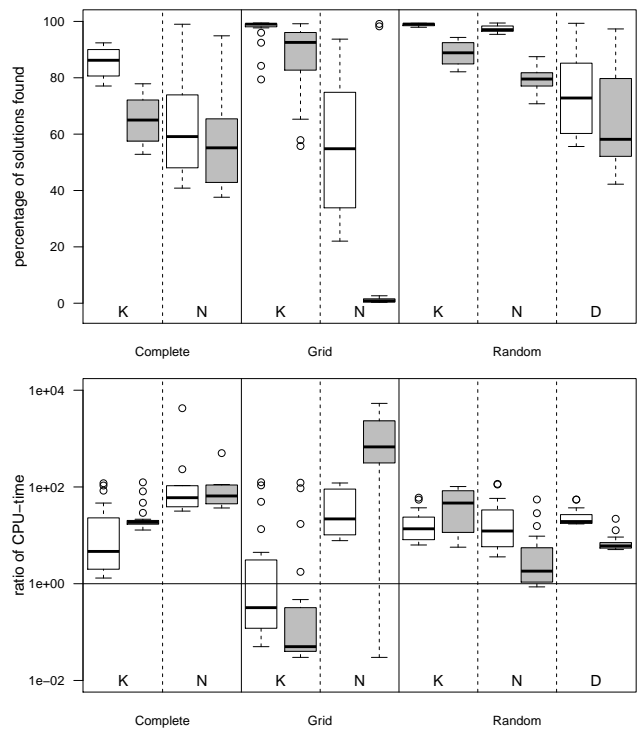 percentage of solutions found
100
80
60
40
20
0
K N K N K N D
Complete Grid Random
ratio of CPU-time
1e+04
1e+02
1e+00
1e-02
K N K N K N D
Complete Grid Random